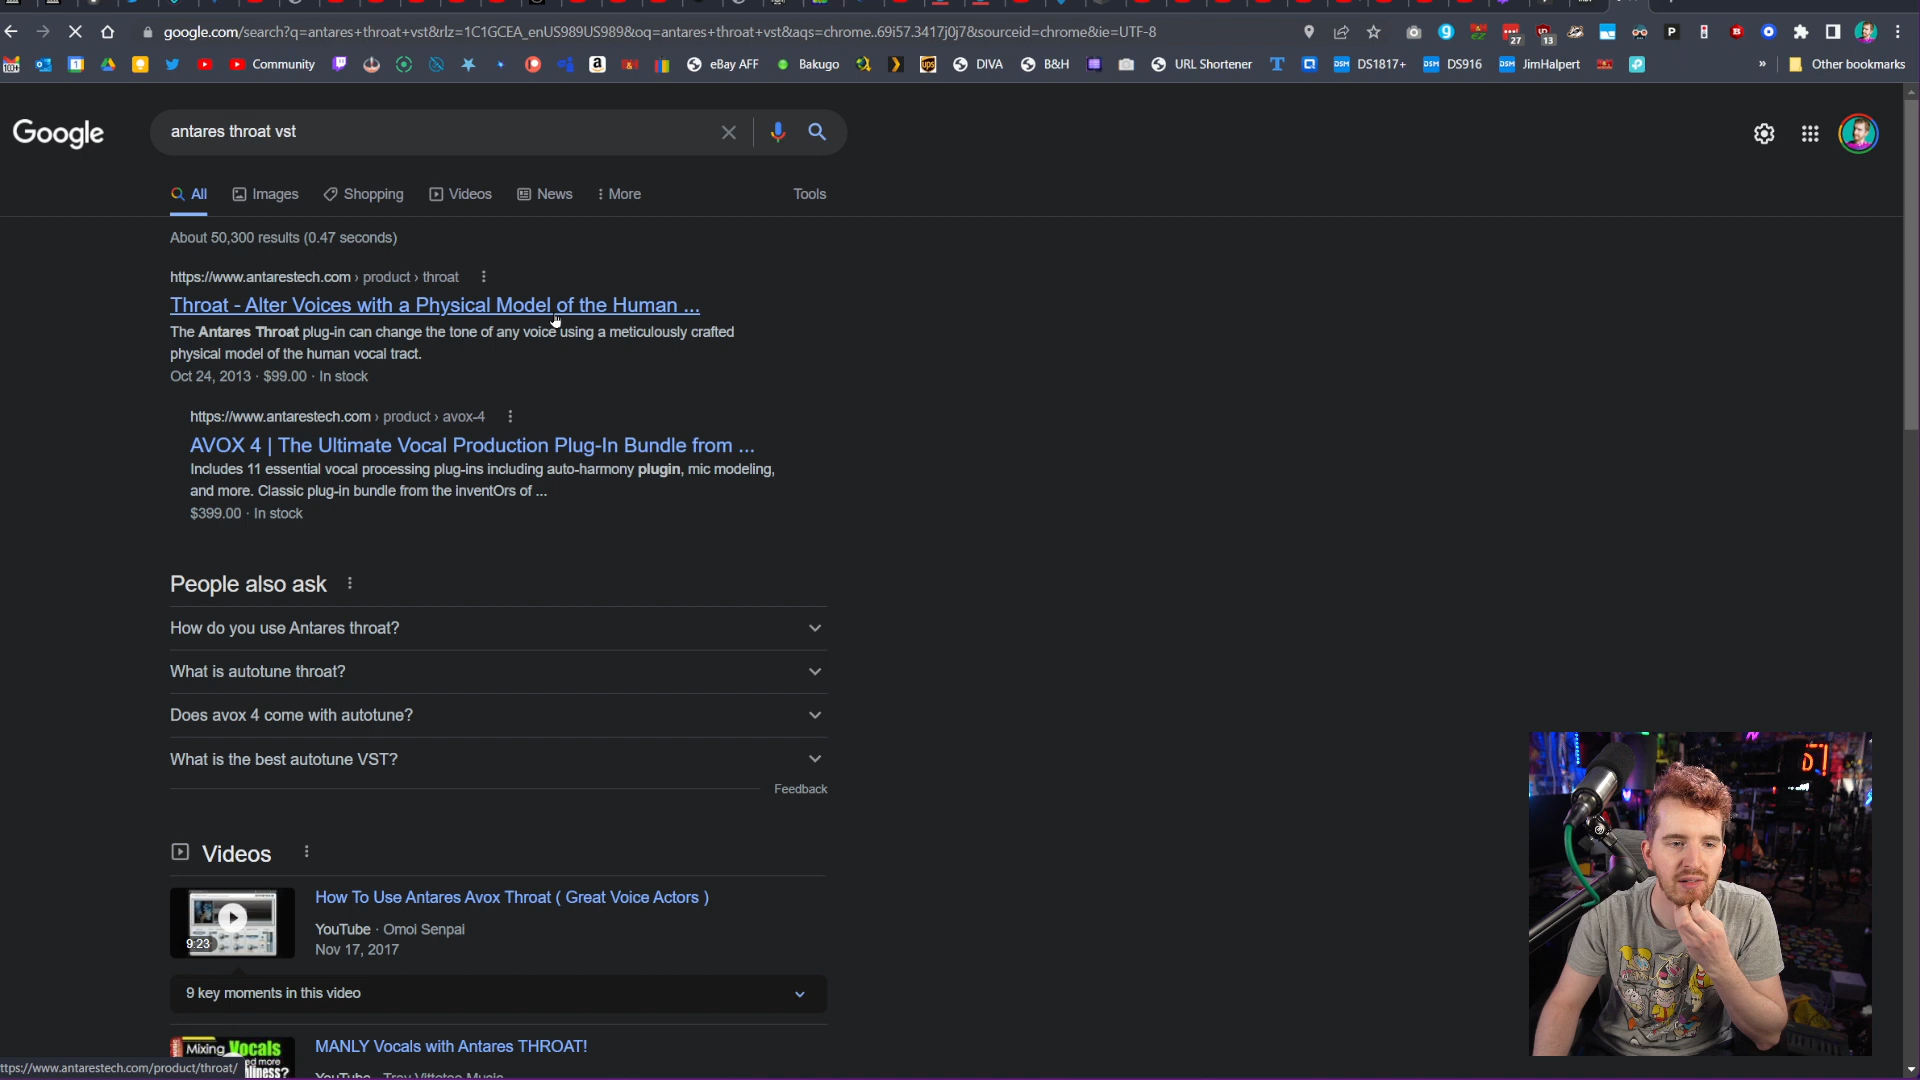 google.com/search?q=antares+throat+vst&rlz=1C1GCEA_enUS989US989&oq=antares+throat+vst&aqs=chrome..69i57.3417j0j7&sourceid=chrome&ie=UTF-8
27
13
Community
eBay AFF
Bakugo
DIVA
B&H
URL Shortener
DS1817+
DS916
JimHalpert
»
Other bookmarks
Google
antares throat vst
All
Images
Shopping
Videos
News
More
Tools
About 50,300 results (0.47 seconds)
https://www.antarestech.com › product › throat
Throat - Alter Voices with a Physical Model of the Human ...
The Antares Throat plug-in can change the tone of any voice using a meticulously crafted
physical model of the human vocal tract.
Oct 24, 2013 · $99.00 · In stock
https://www.antarestech.com › product › avox-4
AVOX 4 | The Ultimate Vocal Production Plug-In Bundle from ...
Includes 11 essential vocal processing plug-ins including auto-harmony plugin, mic modeling,
and more. Classic plug-in bundle from the inventOrs of ...
$399.00 · In stock
People also ask
How do you use Antares throat?
What is autotune throat?
Does avox 4 come with autotune?
What is the best autotune VST?
Feedback
Videos
How To Use Antares Avox Throat ( Great Voice Actors )
9:23
YouTube · Omoi Senpai
Nov 17, 2017
9 key moments in this video
Mixing Vocals
MANLY Vocals with Antares THROAT!
ttps://www.antarestech.com/product/throat/